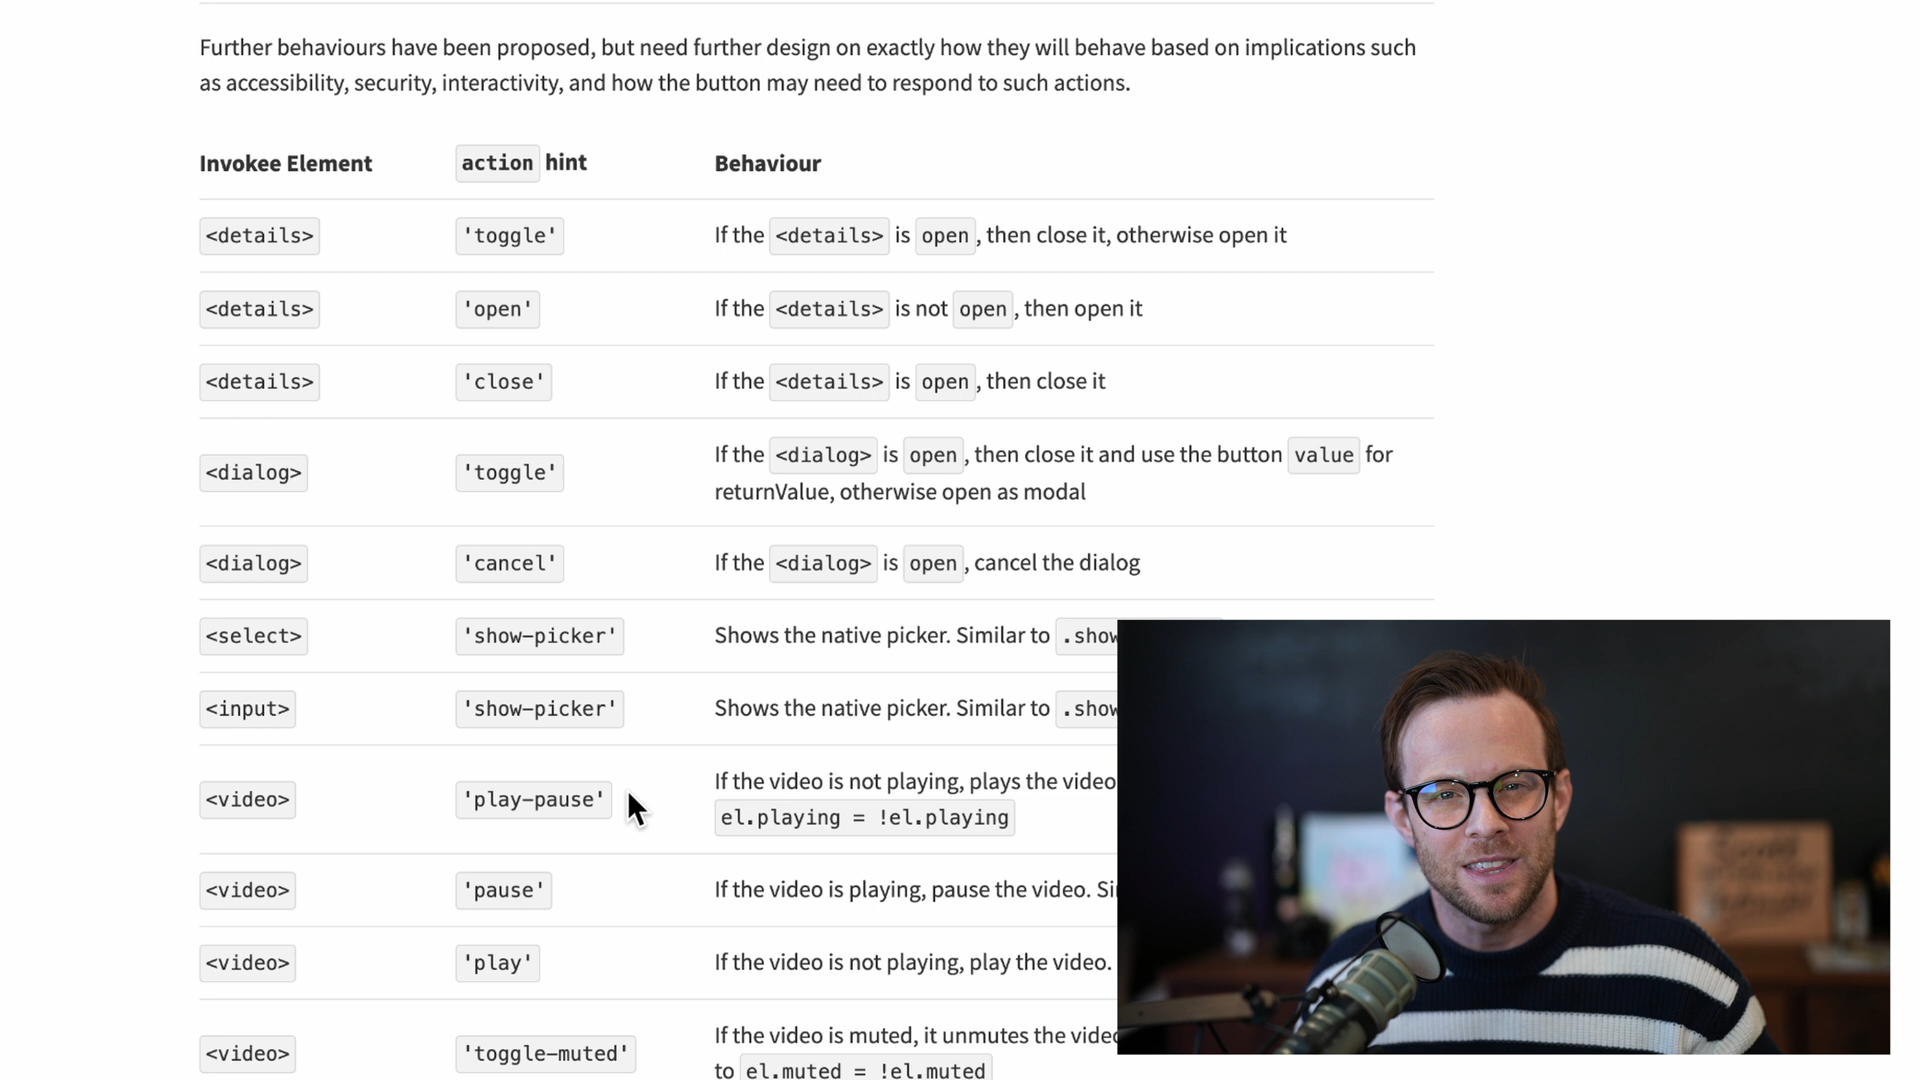 Further behaviours have been proposed, but need further design on exactly how they will behave based on implications such
as accessibility, security, interactivity, and how the button may need to respond to such actions.
Invokee Element action hint Behaviour
<details> 'toggle' If the <details> is open, then close it, otherwise open it
<details> 'open' If the <details> is not open, then open it
<details> 'close' If the <details> is open, then close it
<dialog> 'toggle' If the <dialog> is open, then close it and use the button value for
returnValue, otherwise open as modal
<dialog> 'cancel' If the <dialog> is open, cancel the dialog
<select> 'show-picker' Shows the native picker. Similar to .show
<input> 'show-picker' Shows the native picker. Similar to .show
<video> 'play-pause' If the video is not playing, plays the video
el.playing = !el.playing
<video> 'pause' If the video is playing, pause the video.
<video> 'play' If the video is not playing, play the video.
<video> 'toggle-muted' If the video is muted, it unmutes the
to el.muted = !el.muted